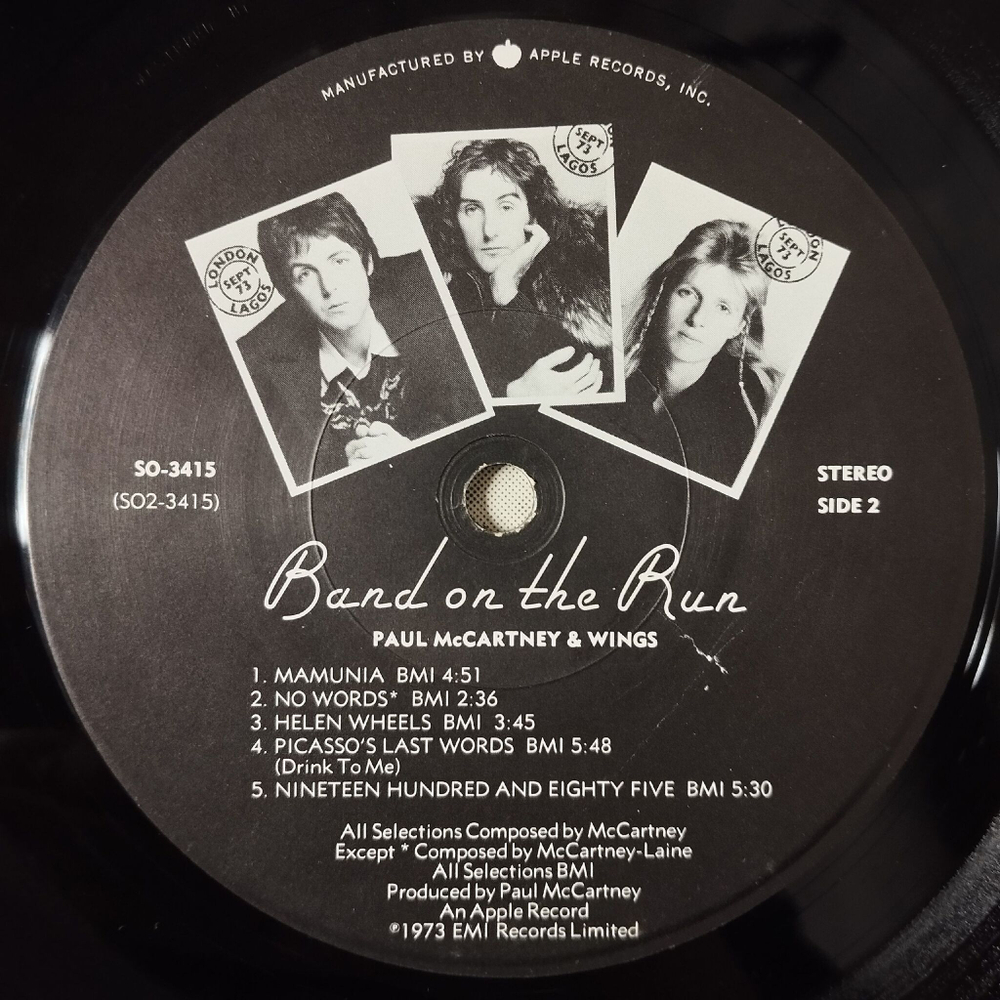 MANUFACTURED BY APPLE RECORDS, INC.
LONDON
SEPT
73
LAGOS
SEPT
73
LAGOS
LONDON
SEPT
73
LAGOS
SO-3415
(SO2-3415)
STEREO
SIDE 2
Band on the Run
PAUL McCARTNEY & WINGS
1. MAMUNIA BMI 4:51
2. NO WORDS* BMI 2:36
3. HELEN WHEELS BMI 3:45
4. PICASSO'S LAST WORDS BMI 5:48
(Drink To Me)
5. NINETEEN HUNDRED AND EIGHTY FIVE BMI 5:30
All Selections Composed by McCartney
Except * Composed by McCartney-Laine
All Selections BMI
Produced by Paul McCartney
An Apple Record
℗1973 EMI Records Limited